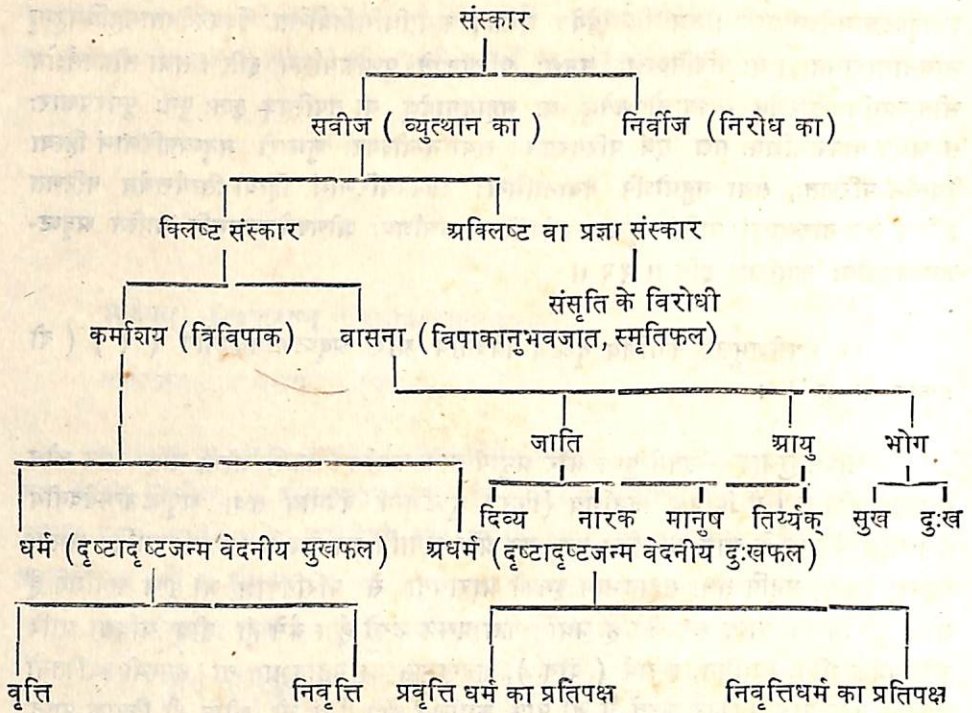 संस्कार
सवीज ( व्युत्थान का ) निर्वीज (निरोध का)
क्लिष्ट संस्कार अक्लिष्ट वा प्रज्ञा संस्कार
संसृति के विरोधी
कर्माशय (त्रिविपाक) वासना (विपाकानुभवजात, स्मृतिफल)
जाति आयु भोग
दिव्य नारक मानुष तिर्य्यक् सुख दुःख
धर्म (दृष्टादृष्टजन्म वेदनीय सुखफल) अधर्म (दृष्टादृष्टजन्म वेदनीय दुःखफल)
वृत्ति निवृत्ति प्रवृत्ति धर्म का प्रतिपक्ष निवृत्तिधर्म का प्रतिपक्ष